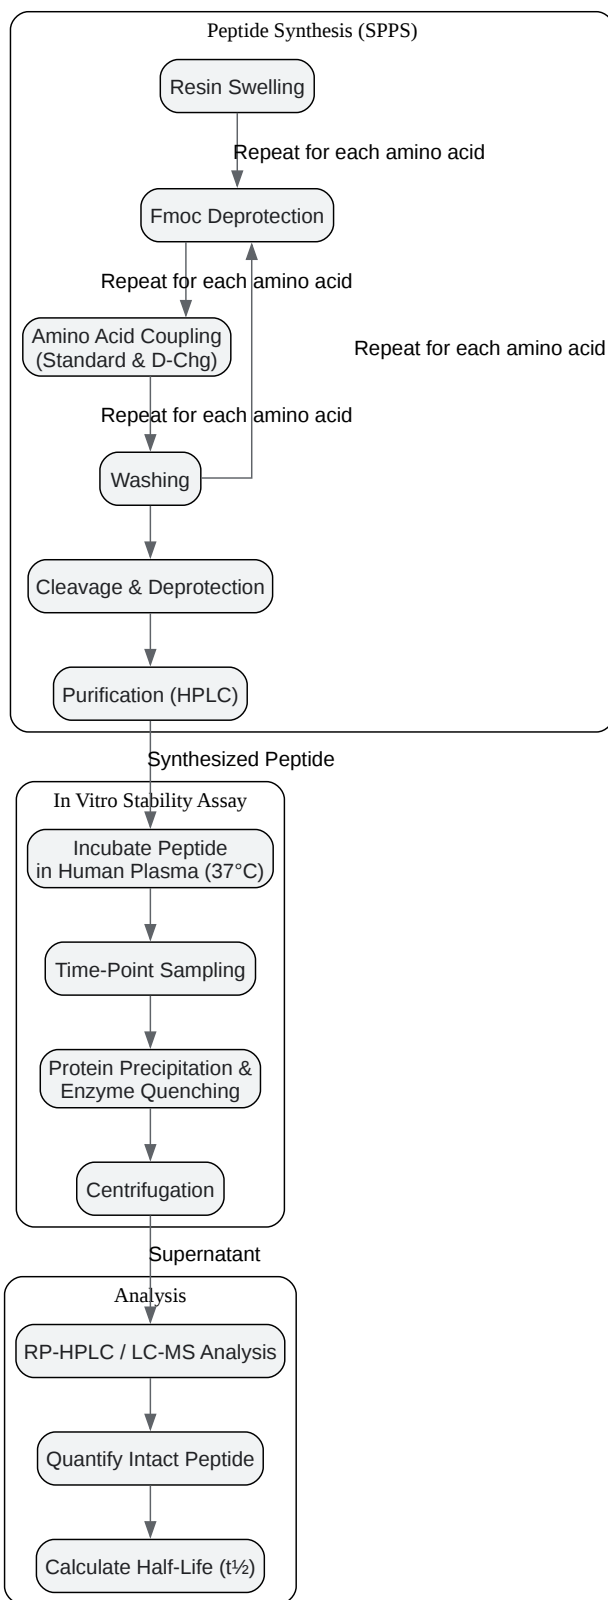 Peptide Synthesis (SPPS)
Resin Swelling
Repeat for each amino acid
Fmoc Deprotection
Repeat for each amino acid
Amino Acid Coupling
(Standard & D-Chg)
Repeat for each amino acid
Repeat for each amino acid
Washing
Cleavage & Deprotection
Purification (HPLC)
Synthesized Peptide
In Vitro Stability Assay
Incubate Peptide
in Human Plasma (37°C)
Time-Point Sampling
Protein Precipitation &
Enzyme Quenching
Centrifugation
Supernatant
Analysis
RP-HPLC / LC-MS Analysis
Quantify Intact Peptide
Calculate Half-Life (t½)